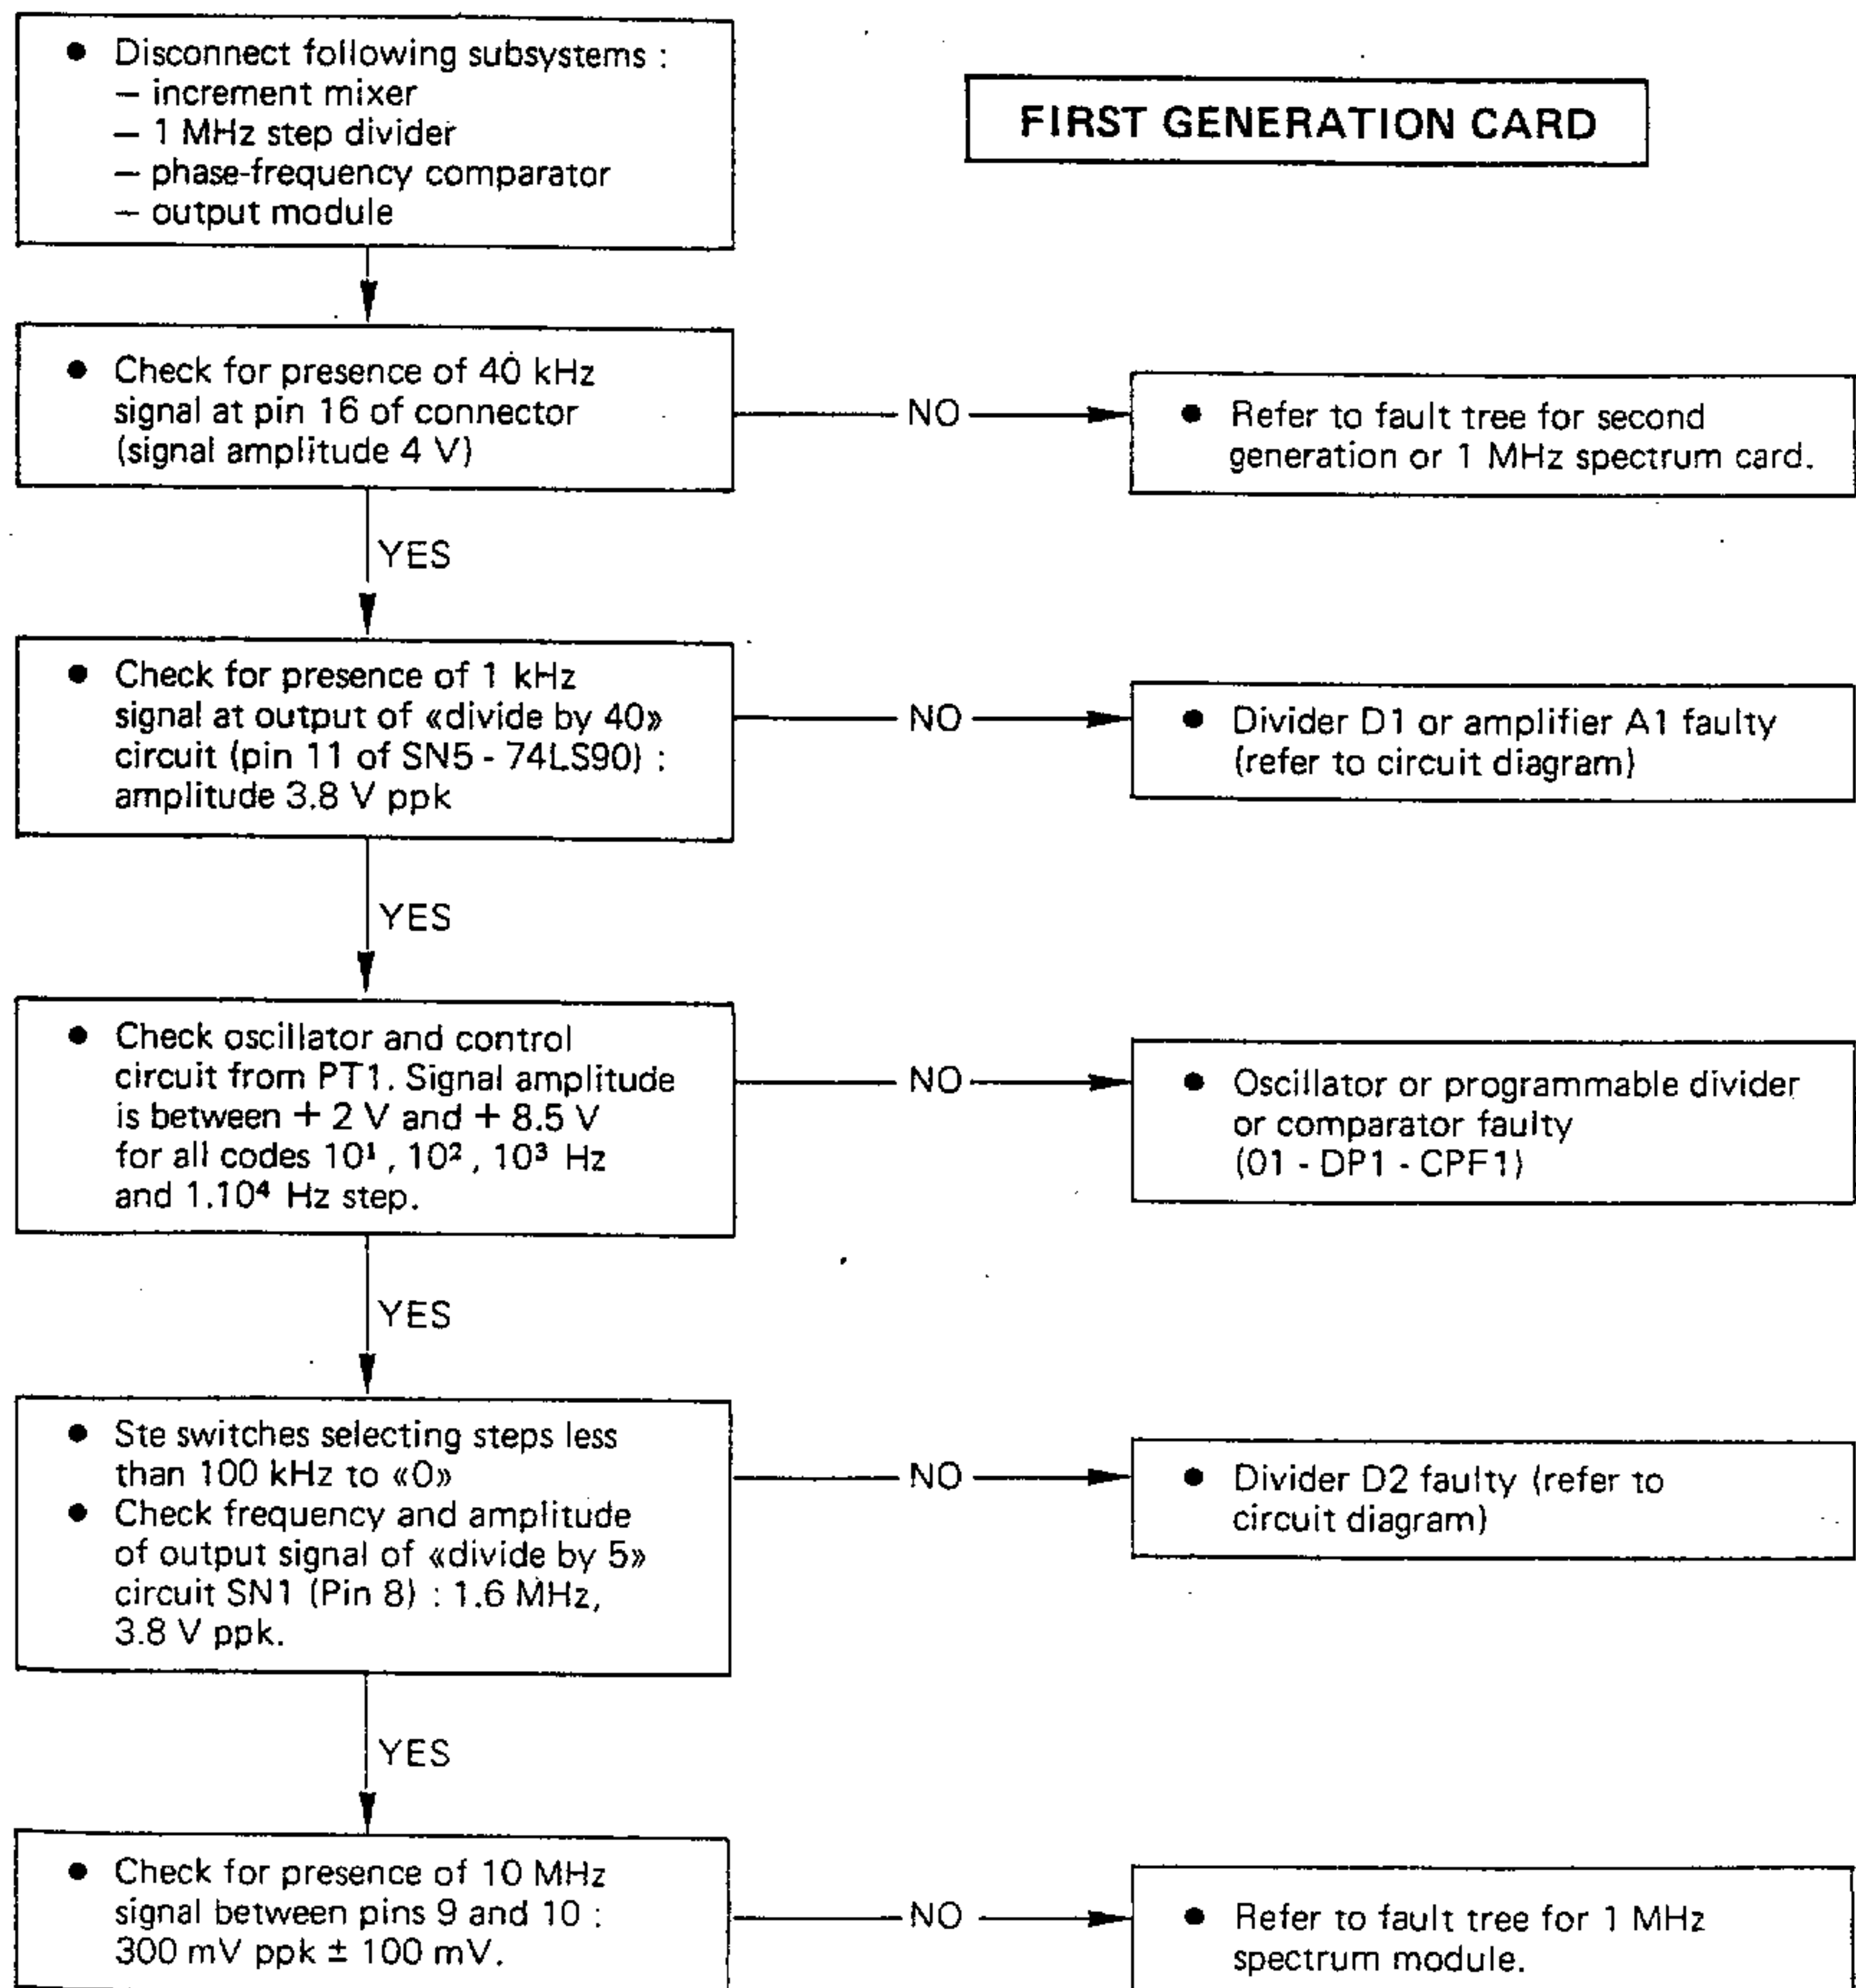 ● Disconnect following subsystems :
— increment mixer
— 1 MHz step divider
— phase-frequency comparator
— output module
FIRST GENERATION CARD
● Check for presence of 40 kHz
signal at pin 16 of connector
(signal amplitude 4 V)
NO
● Refer to fault tree for second
generation or 1 MHz spectrum card.
YES
● Check for presence of 1 kHz
signal at output of «divide by 40»
circuit (pin 11 of SN5 - 74LS90) :
amplitude 3.8 V ppk
NO
● Divider D1 or amplifier A1 faulty
(refer to circuit diagram)
YES
● Check oscillator and control
circuit from PT1. Signal amplitude
is between + 2 V and + 8.5 V
for all codes 10¹ , 10² , 10³ Hz
and 1.10⁴ Hz step.
NO
● Oscillator or programmable divider
or comparator faulty
(01 - DP1 - CPF1)
YES
● Ste switches selecting steps less
than 100 kHz to «0»
● Check frequency and amplitude
of output signal of «divide by 5»
circuit SN1 (Pin 8) : 1.6 MHz,
3.8 V ppk.
NO
● Divider D2 faulty (refer to
circuit diagram)
YES
● Check for presence of 10 MHz
signal between pins 9 and 10 :
300 mV ppk ± 100 mV.
NO
● Refer to fault tree for 1 MHz
spectrum module.